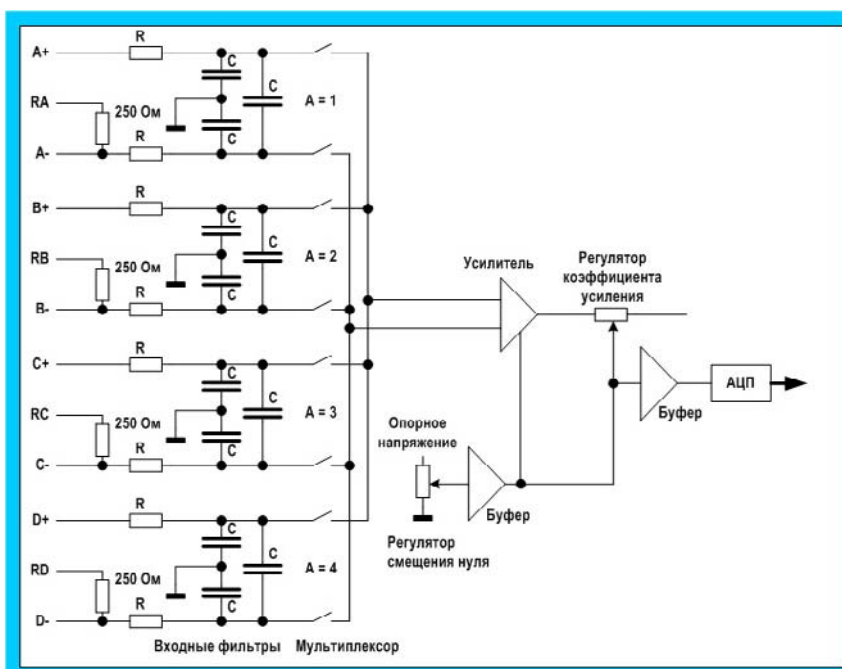 R
A+
C
RA
250 Ом
C
A = 1
C
R
A-
R
B+
C
RB
250 Ом
C
A = 2
C
R
B-
Усилитель
Регулятор
коэффициента
усиления
R
C+
C
RC
250 Ом
C
A = 3
C
R
C-
АЦП
Буфер
Опорное
напряжение
Буфер
Регулятор
смещения нуля
R
D+
C
RD
250 Ом
C
A = 4
C
R
D-
Входные фильтры
Мультиплексор